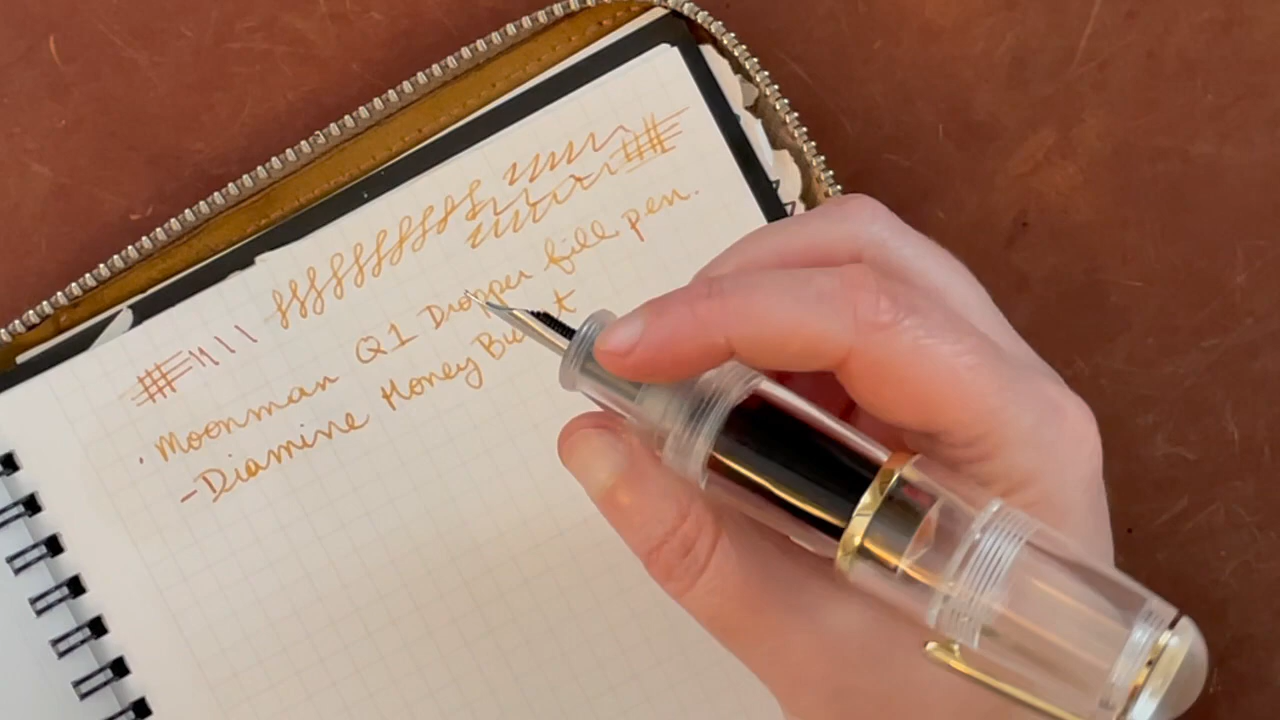 . Moonman Q1 Dropper fill pen.
- Diamine Honey